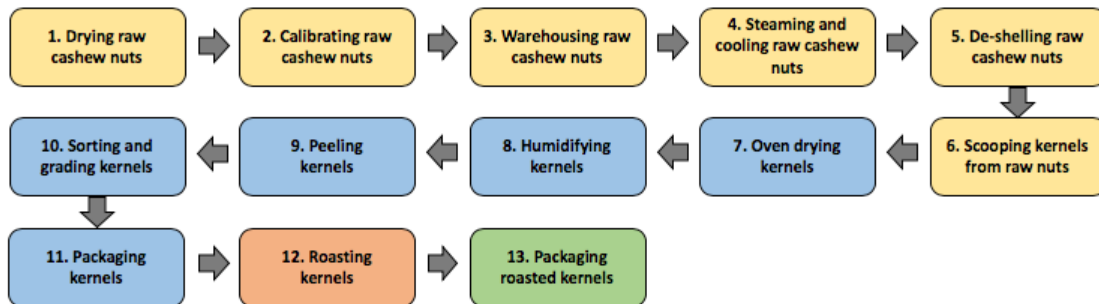 1. Drying raw
cashew nuts
2. Calibrating raw
cashew nuts
3. Warehousing raw
cashew nuts
4. Steaming and
cooling raw cashew
nuts
5. De-shelling raw
cashew nuts
6. Scooping kernels
from raw nuts
7. Oven drying
kernels
8. Humidifying
kernels
9. Peeling
kernels
10. Sorting and
grading kernels
11. Packaging
kernels
12. Roasting
kernels
13. Packaging
roasted kernels